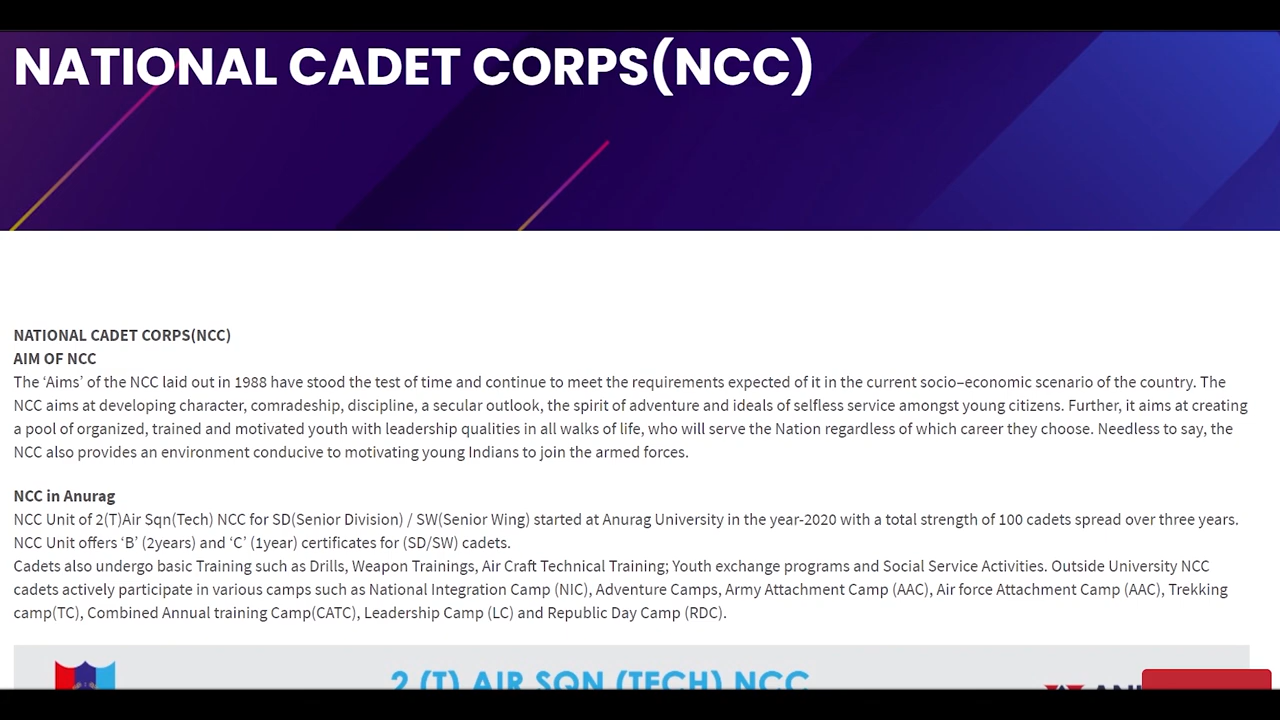 NATIONAL CADET CORPS(NCC)
NATIONAL CADET CORPS(NCC)
AIM OF NCC
The ‘Aims’ of the NCC laid out in 1988 have stood the test of time and continue to meet the requirements expected of it in the current socio–economic scenario of the country. The
NCC aims at developing character, comradeship, discipline, a secular outlook, the spirit of adventure and ideals of selfless service amongst young citizens. Further, it aims at creating
a pool of organized, trained and motivated youth with leadership qualities in all walks of life, who will serve the Nation regardless of which career they choose. Needless to say, the
NCC also provides an environment conducive to motivating young Indians to join the armed forces.
NCC in Anurag
NCC Unit of 2(T)Air Sqn(Tech) NCC for SD(Senior Division) / SW(Senior Wing) started at Anurag University in the year-2020 with a total strength of 100 cadets spread over three years.
NCC Unit offers ‘B’ (2years) and ‘C’ (1year) certificates for (SD/SW) cadets.
Cadets also undergo basic Training such as Drills, Weapon Trainings, Air Craft Technical Training; Youth exchange programs and Social Service Activities. Outside University NCC
cadets actively participate in various camps such as National Integration Camp (NIC), Adventure Camps, Army Attachment Camp (AAC), Air force Attachment Camp (AAC), Trekking
camp(TC), Combined Annual training Camp(CATC), Leadership Camp (LC) and Republic Day Camp (RDC).
2 (T) AIR SQN (TECH) NCC